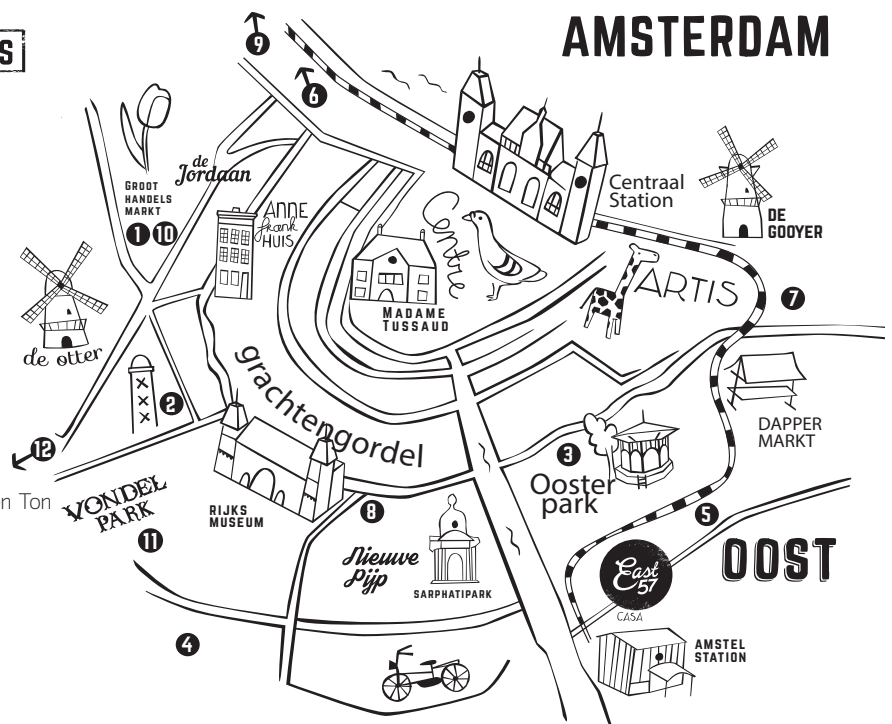 S
AMSTERDAM
9
6
de
Jordaan
GROOT
HANDELS
MARKT
1 10
ANNE
frank
HUIS
Centre
Centraal
Station
DE
GOOYER
MADAME
TUSSAUD
ARTIS
7
de otter
grachtengordel
2
X
X
X
DAPPER
MARKT
12
3
Ooster
park
en Ton
VONDEL
PARK
RIJKS
MUSEUM
8
5
11
Nieuwe
Pijp
SARPHATIPARK
OOST
East
57
CASA
4
AMSTEL
STATION